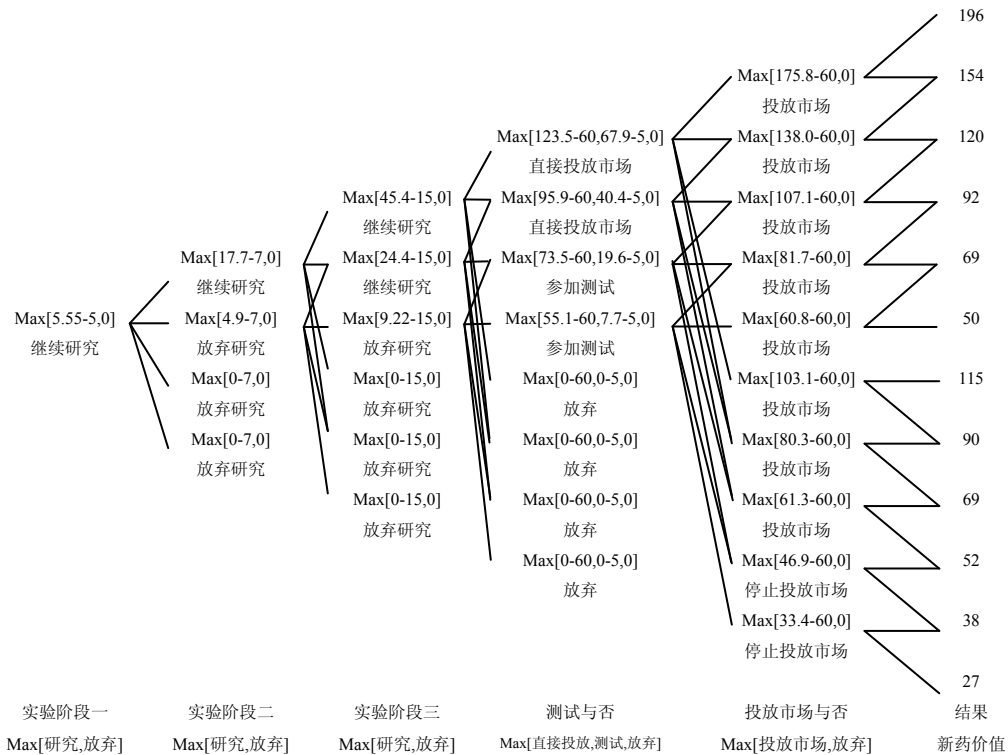 196
Max[175.8-60,0]
154
投放市场
Max[123.5-60,67.9-5,0]
Max[138.0-60,0]
120
直接投放市场
投放市场
Max[45.4-15,0]
Max[95.9-60,40.4-5,0]
Max[107.1-60,0]
92
继续研究
直接投放市场
投放市场
Max[17.7-7,0]
Max[24.4-15,0]
Max[73.5-60,19.6-5,0]
Max[81.7-60,0]
69
继续研究
继续研究
参加测试
投放市场
Max[5.55-5,0]
Max[4.9-7,0]
Max[9.22-15,0]
Max[55.1-60,7.7-5,0]
Max[60.8-60,0]
50
继续研究
放弃研究
放弃研究
参加测试
投放市场
Max[0-7,0]
Max[0-15,0]
Max[0-60,0-5,0]
Max[103.1-60,0]
115
放弃研究
放弃研究
放弃
投放市场
Max[0-7,0]
Max[0-15,0]
Max[0-60,0-5,0]
Max[80.3-60,0]
90
放弃研究
放弃研究
放弃
投放市场
Max[0-15,0]
Max[0-60,0-5,0]
Max[61.3-60,0]
69
放弃研究
放弃
投放市场
Max[0-60,0-5,0]
Max[46.9-60,0]
52
放弃
停止投放市场
Max[33.4-60,0]
38
停止投放市场
27
实验阶段一
实验阶段二
实验阶段三
测试与否
投放市场与否
结果
Max[研究,放弃]
Max[研究,放弃]
Max[研究,放弃]
Max[直接投放,测试,放弃]
Max[投放市场,放弃]
新药价值